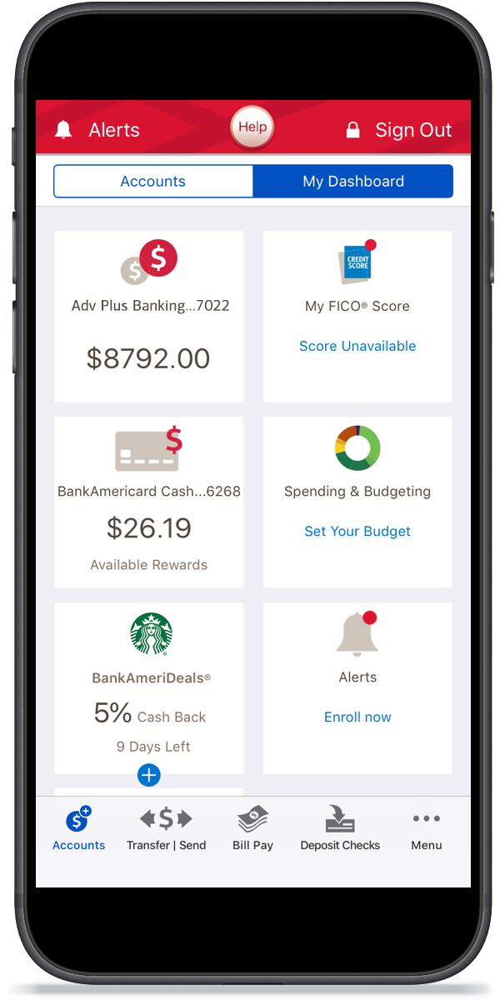 Alerts
Help
Sign Out
Accounts
My Dashboard
$
$
Adv Plus Banking...7022
$8792.00
CREDIT
SCORE
My FICO® Score
Score Unavailable
$
BankAmericard Cash...6268
$26.19
Available Rewards
Spending & Budgeting
Set Your Budget
BankAmeriDeals®
5% Cash Back
9 Days Left
Alerts
Enroll now
$
Accounts
$
Transfer | Send
$
Bill Pay
Deposit Checks
Menu